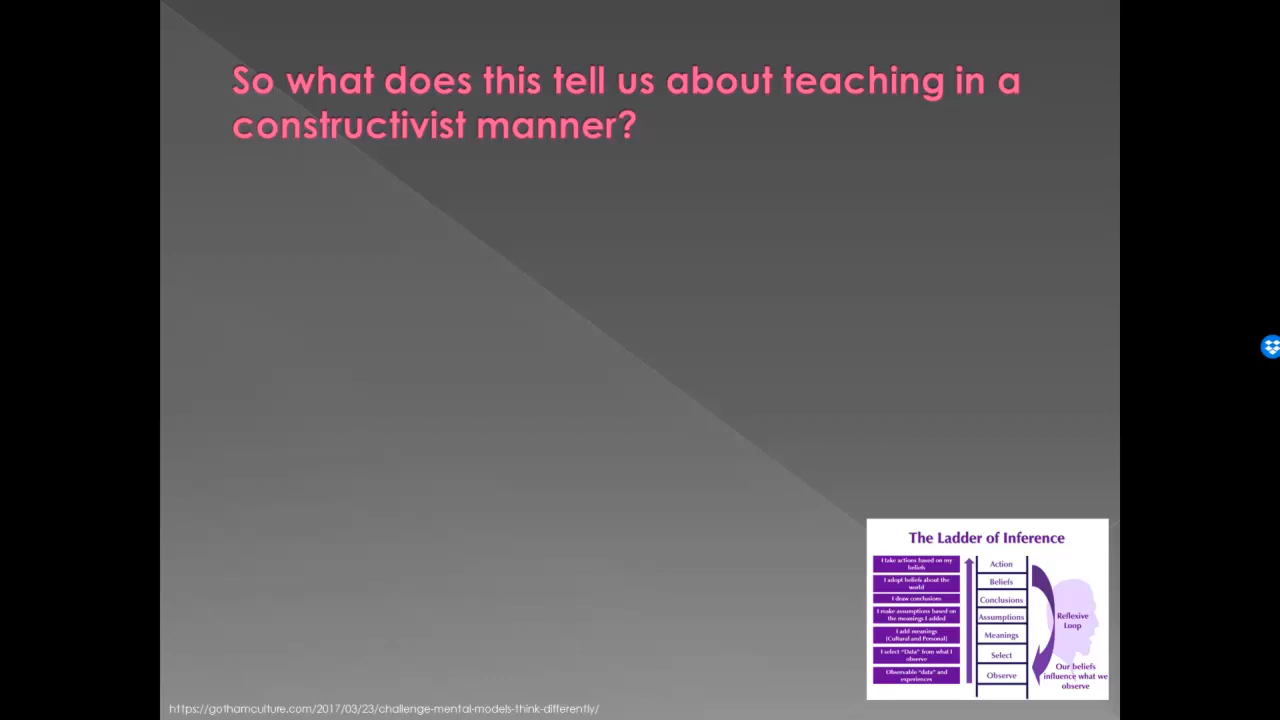 So what does this tell us about teaching in a
constructivist manner?
The Ladder of Inference
I take actions based on my
beliefs
I adopt beliefs about the
world
I draw conclusions
I make assumptions based on
the meanings I added
I add meanings
(Cultural and Personal)
I select "Data" from what I
observe
Observable "data" and
experiences
Action
Beliefs
Conclusions
Assumptions
Meanings
Select
Observe
Reflexive
Loop
Our beliefs
influence what we
observe
https://gothamculture.com/2017/03/23/challenge-mental-models-think-differently/